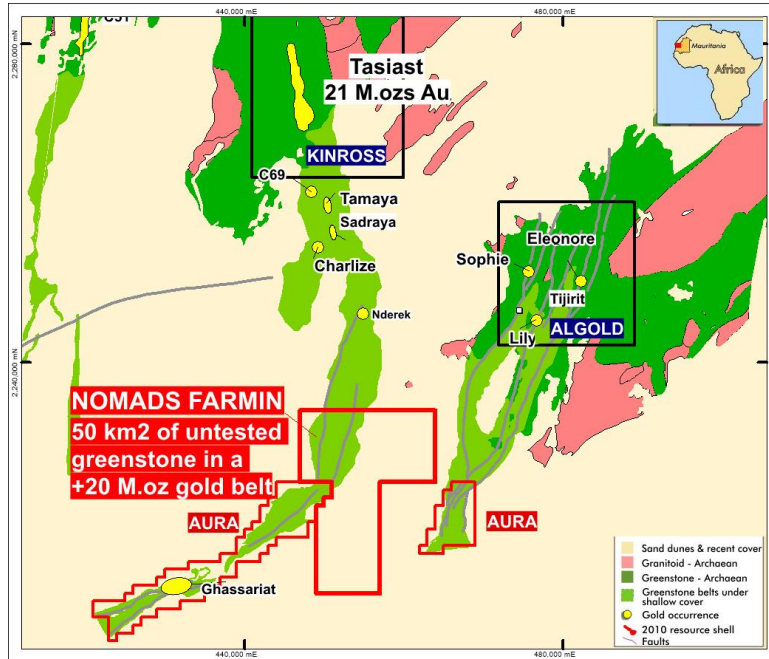 440,000 mE
480,000 mE
2,280,000 mN
Mauritania
Africa
Tasiast
21 M.ozs Au
KINROSS
C69
Tamaya
Sadraya
Charlize
Nderek
Eleonore
Sophie
Tijirit
Lily
ALGOLD
2,240,000 mN
NOMADS FARMIN
50 km2 of untested
greenstone in a
+20 M.oz gold belt
AURA
AURA
Ghassariat
Sand dunes & recent cover
Granitoid - Archaean
Greenstone - Archaean
Greenstone belts under
shallow cover
Gold occurrence
2010 resource shell
Faults
440,000 mE
480,000 mE